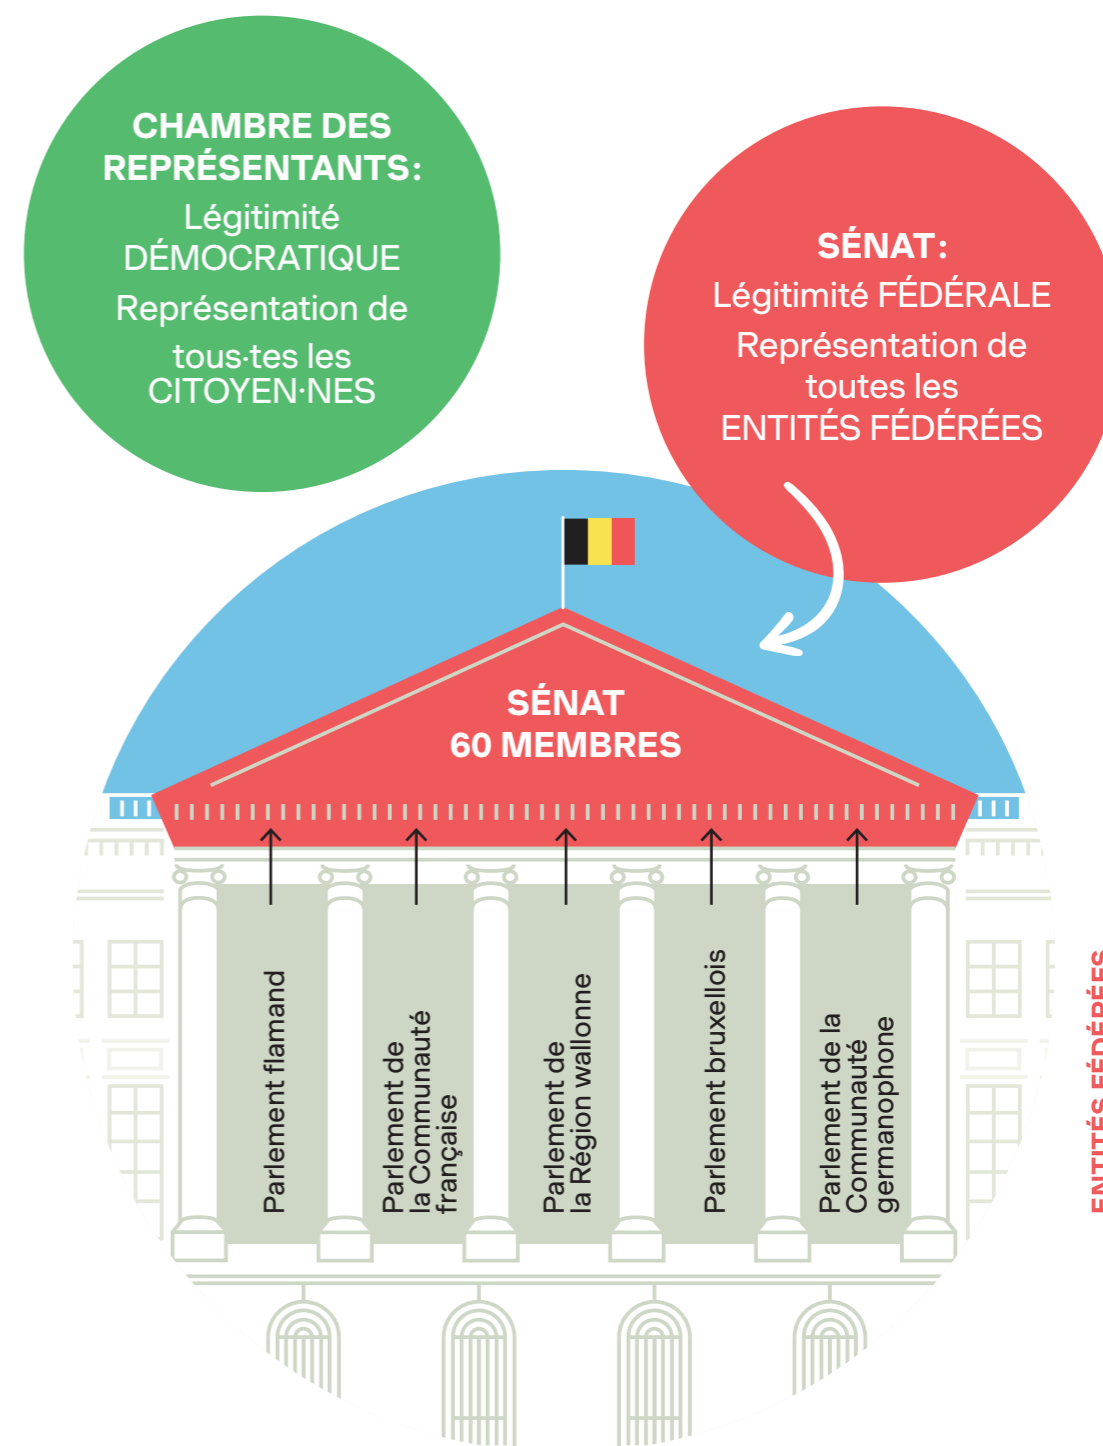 CHAMBRE DES
REPRÉSENTANTS:
Légitimité
DÉMOCRATIQUE
Représentation de
tous·tes les
CITOYEN·NES
SÉNAT:
Légitimité FÉDÉRALE
Représentation de
toutes les
ENTITÉS FÉDÉRÉES
SÉNAT
60 MEMBRES
Parlement flamand
Parlement de
la Communauté
française
Parlement de
la Région wallonne
Parlement bruxellois
Parlement de la
Communauté
germanophone
ENTITÉS FÉDÉRÉES